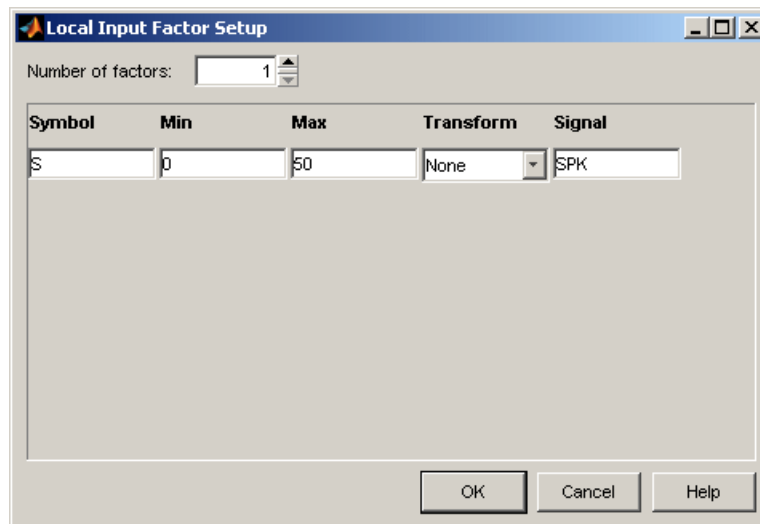 Local Input Factor Setup
Number of factors: 1
Symbol Min Max Transform Signal
S 0 50 None SPK
OK Cancel Help